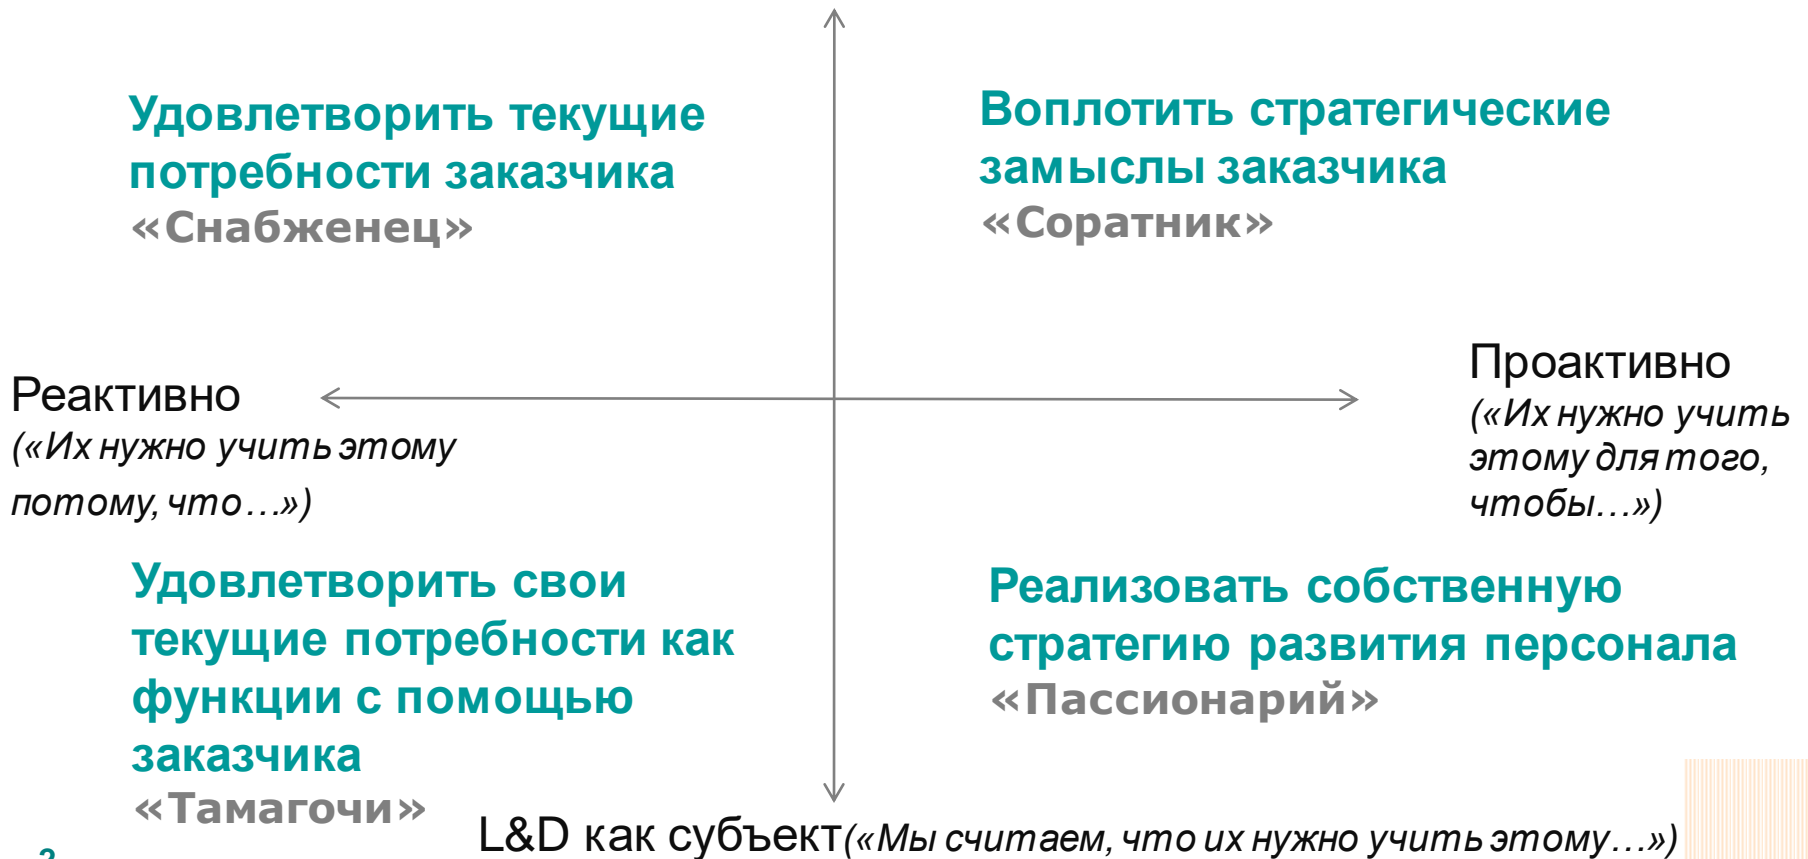 Удовлетворить текущие
потребности заказчика
«Снабженец»
Воплотить стратегические
замыслы заказчика
«Соратник»
Реактивно
(«Их нужно учить этому
потому, что…»)
Проактивно
(«Их нужно учить
этому для того,
чтобы…»)
Удовлетворить свои
текущие потребности как
функции с помощью
заказчика
«Тамагочи»
Реализовать собственную
стратегию развития персонала
«Пассионарий»
L&D как субъект(«Мы считаем, что их нужно учить этому…»)